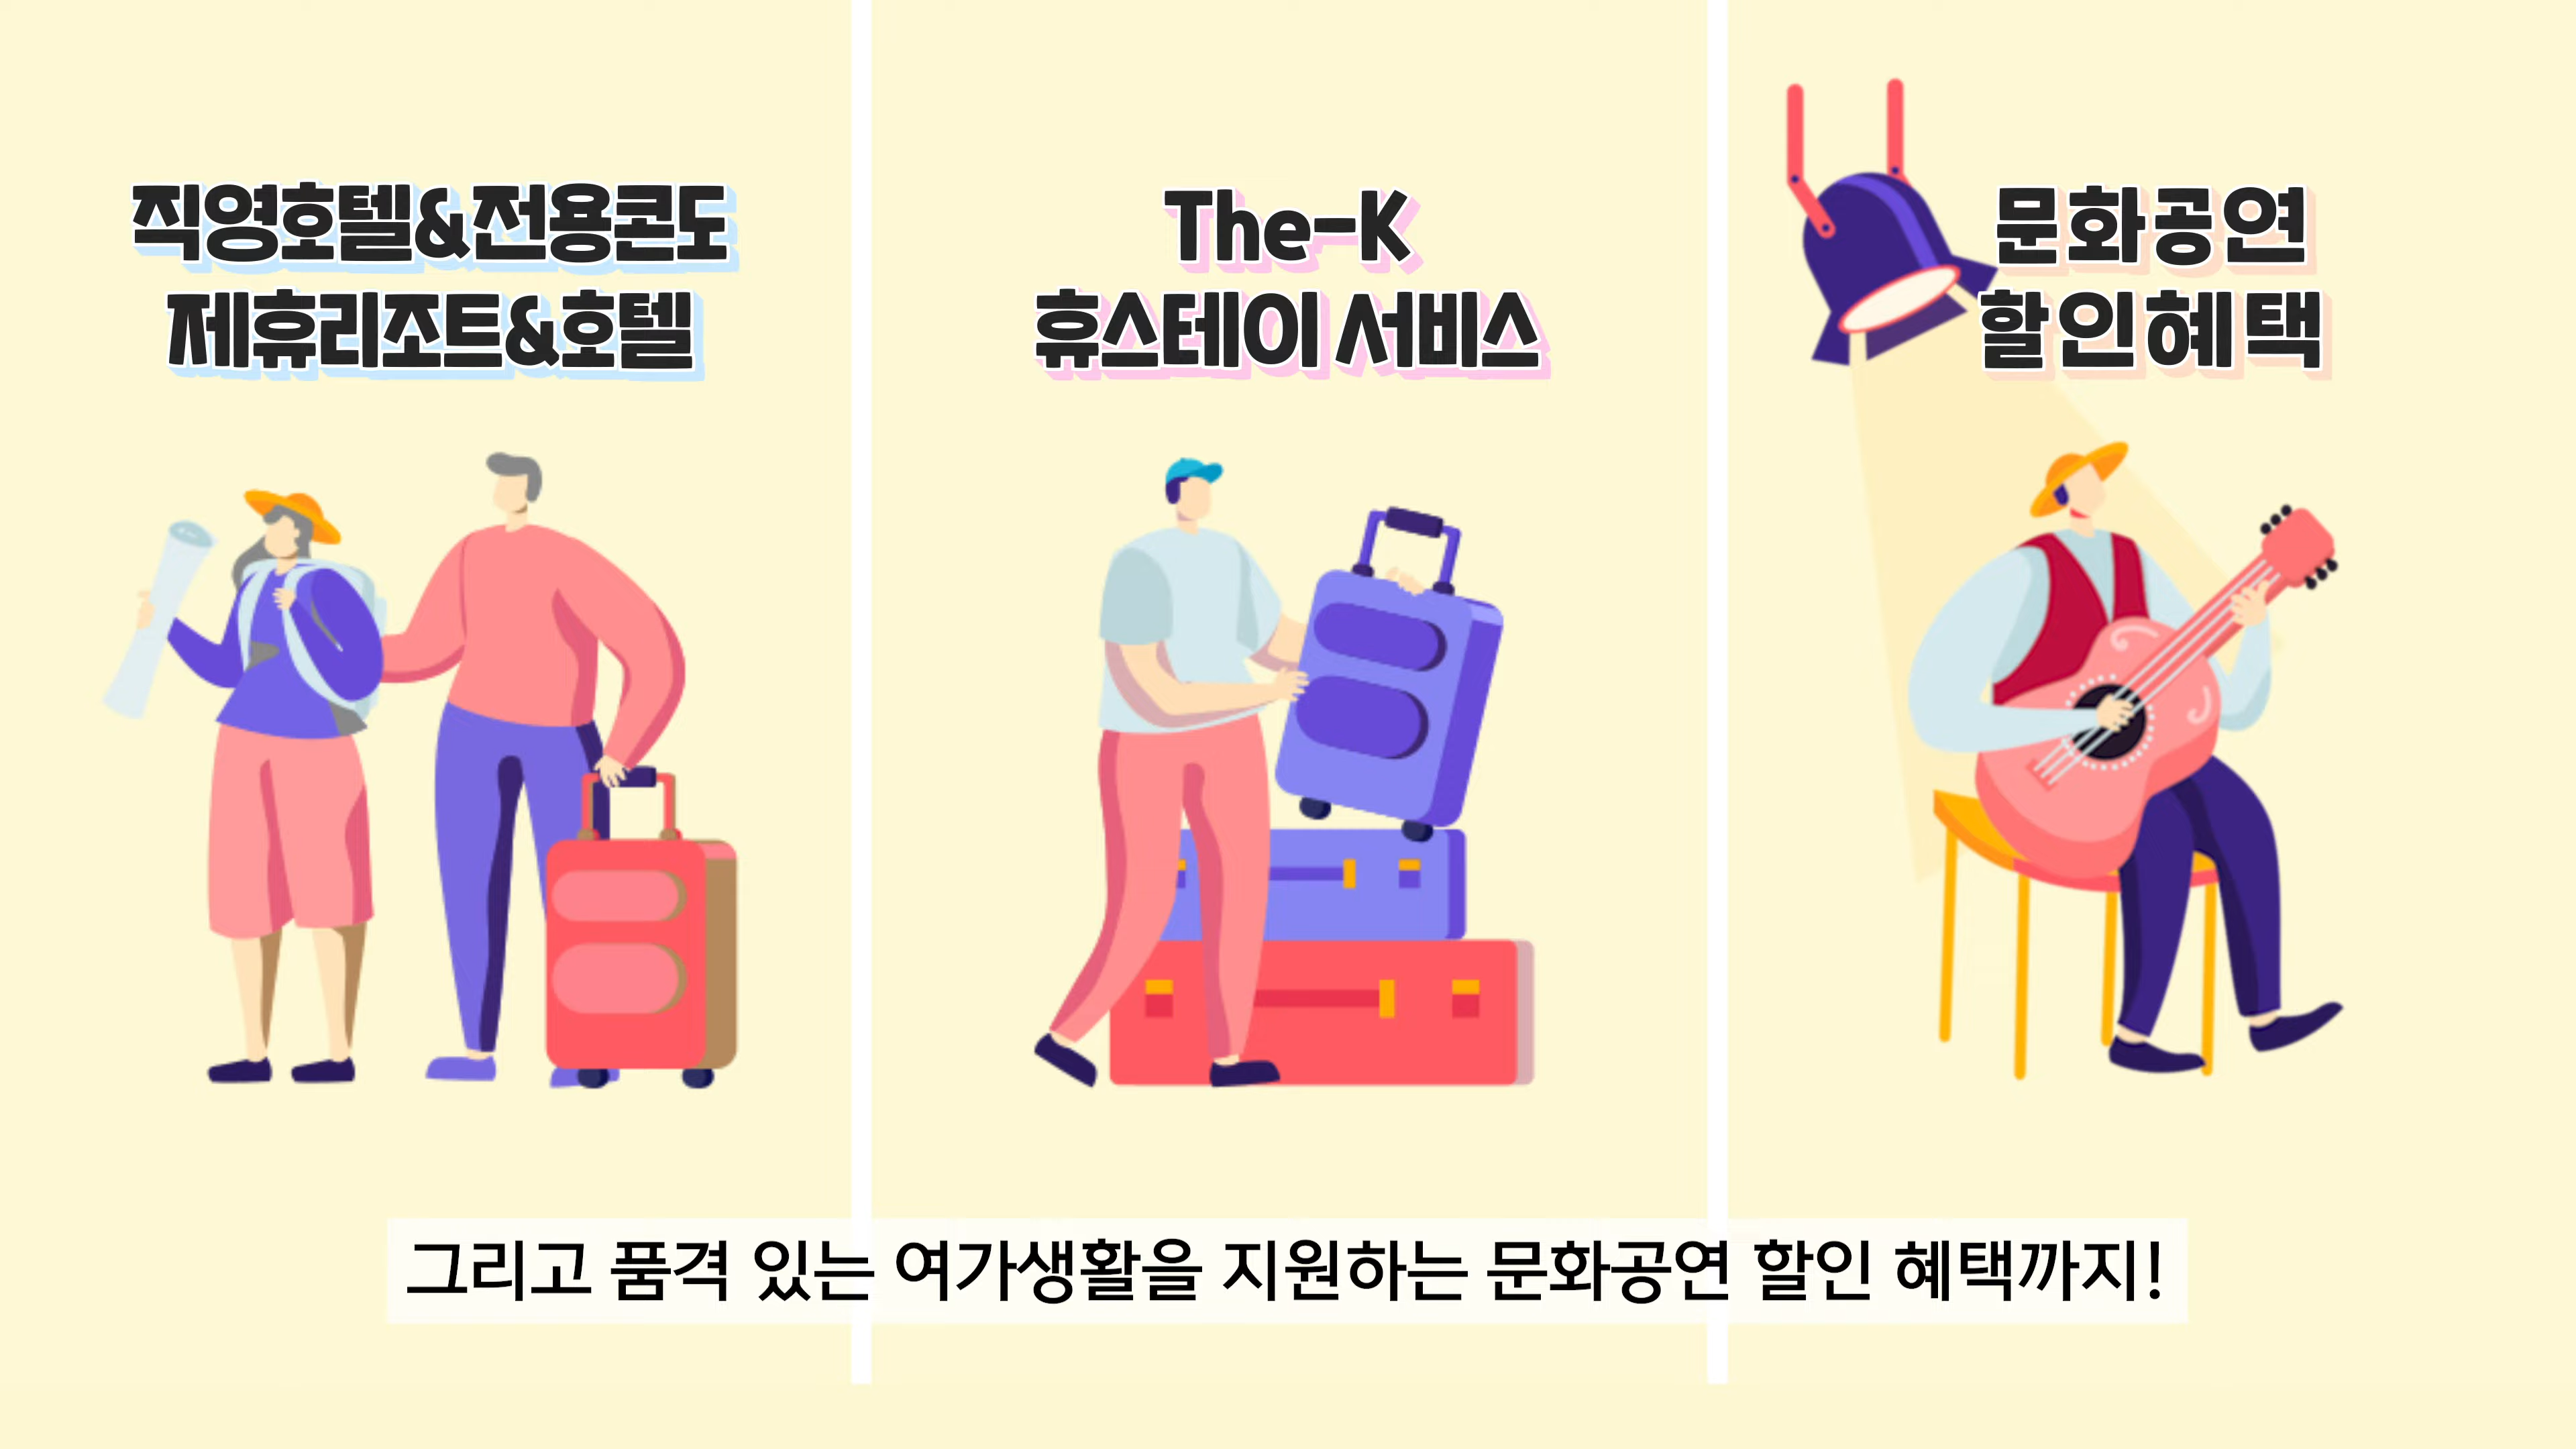 직영호텔&전용콘도
제휴리조트&호텔
The-K
휴스테이 서비스
문화공연
할인혜택
그리고 품격 있는 여가생활을 지원하는 문화공연 할인 혜택까지!